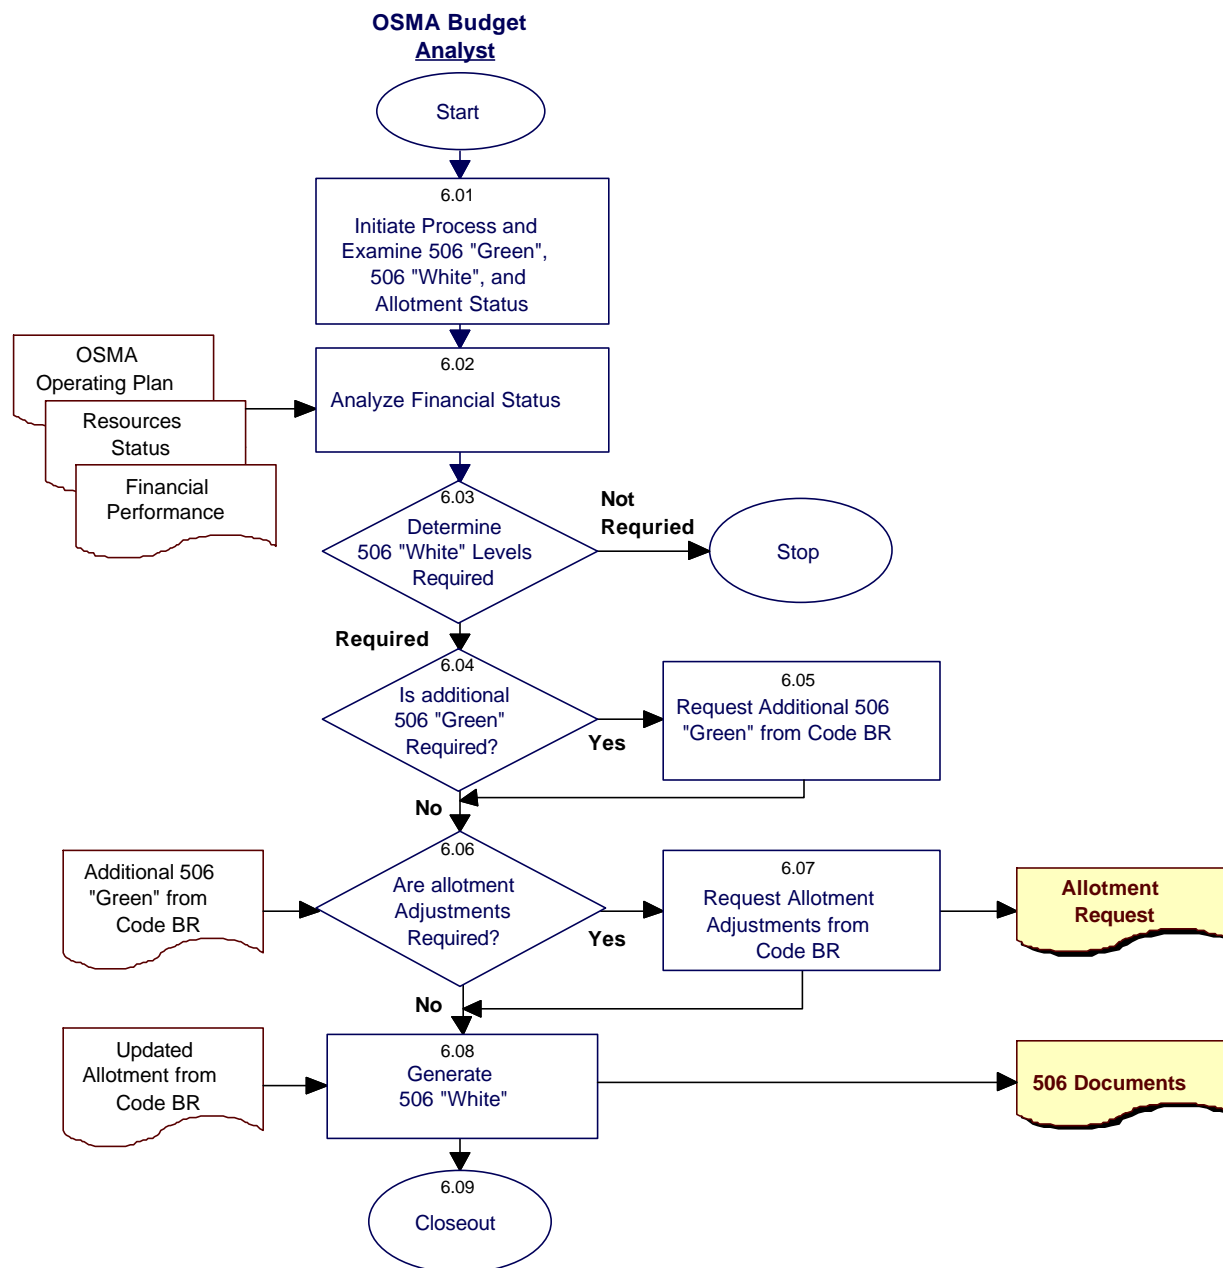 OSMA Budget
Analyst
Start
6.01
Initiate Process and
Examine 506 "Green",
506 "White", and
Allotment Status
OSMA
Operating Plan
Resources
Status
Financial
Performance
6.02
Analyze Financial Status
6.03
Determine
506 "White" Levels
Required
Not
Requried
Stop
Required
6.04
Is additional
506 "Green"
Required?
Yes
6.05
Request Additional 506
"Green" from Code BR
No
Additional 506
"Green" from
Code BR
6.06
Are allotment
Adjustments
Required?
Yes
6.07
Request Allotment
Adjustments from
Code BR
Allotment
Request
No
Updated
Allotment from
Code BR
6.08
Generate
506 "White"
506 Documents
6.09
Closeout